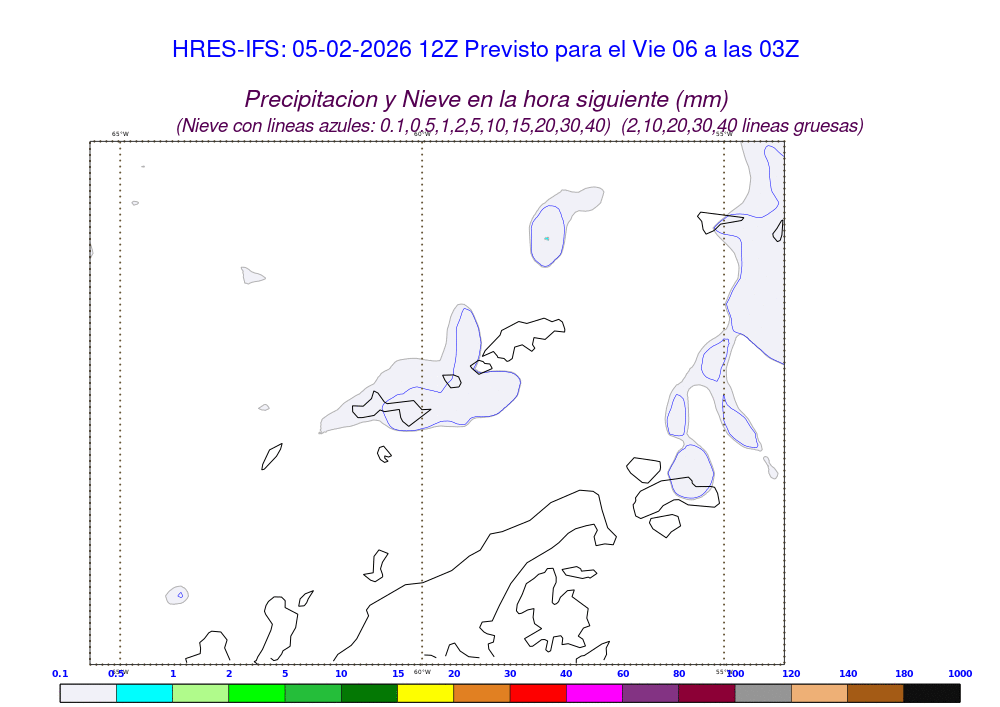 HRES-IFS: 05-02-2026 12Z Previsto para el Vie 06 a las 03Z
Precipitacion y Nieve en la hora siguiente (mm)
(Nieve con lineas azules: 0.1,0.5,1,2,5,10,15,20,30,40)  (2,10,20,30,40 lineas gruesas)
65°W 60°W 55°W
65°W 60°W 55°W
0.1 0.5 1 2 5 10 15 20 30 40 60 80 100 120 140 180 1000